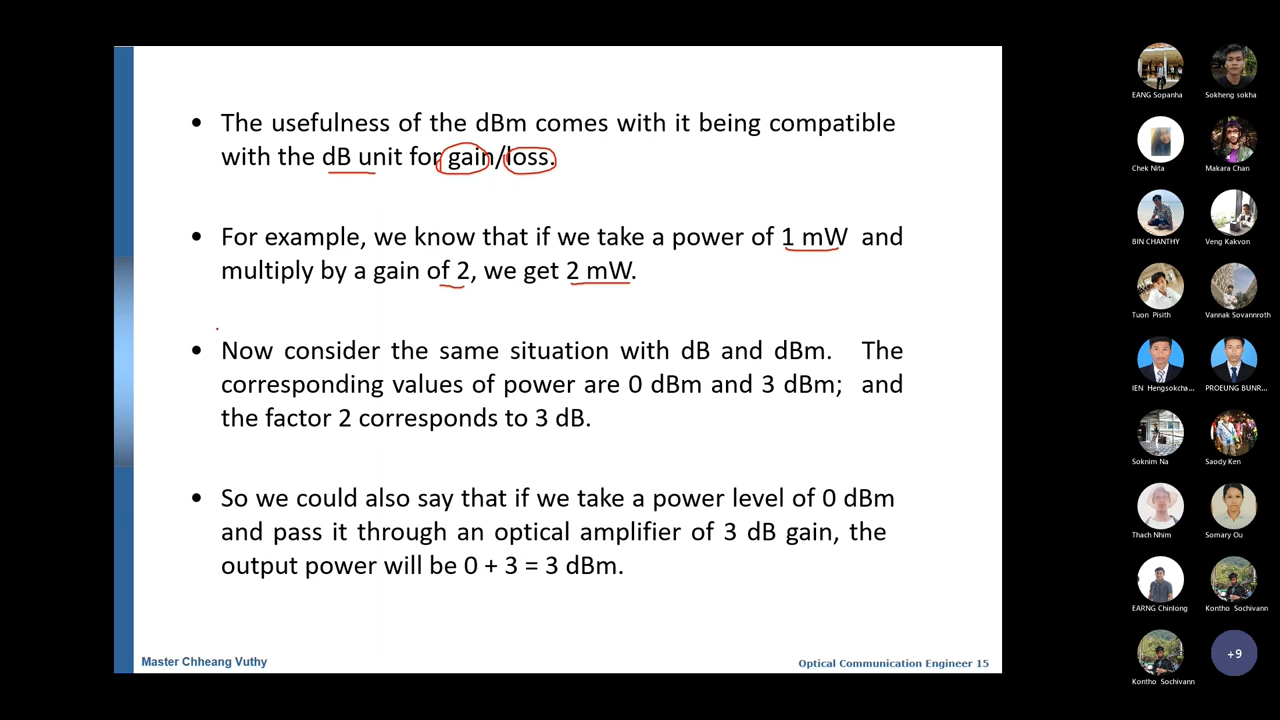 • The usefulness of the dBm comes with it being compatible
with the dB unit for gain/loss.
• For example, we know that if we take a power of 1 mW and
multiply by a gain of 2, we get 2 mW.
• Now consider the same situation with dB and dBm. The
corresponding values of power are 0 dBm and 3 dBm; and
the factor 2 corresponds to 3 dB.
• So we could also say that if we take a power level of 0 dBm
and pass it through an optical amplifier of 3 dB gain, the
output power will be 0 + 3 = 3 dBm.
Master Chheang Vuthy
Optical Communication Engineer 15
EANG Sopanha
Sokheng sokha
Chek Nita
Makara Chan
BIN CHANTHY
Veng Kakvon
Tuon Pisith
Vannak Sovannroth
IEN Hengsokcha...
PROEUNG BUNR...
Soknim Na
Saody Ken
Thach Nhim
Somary Ou
EARNG Chinlong
Kontho Sochivann
Kontho Sochivann
+9